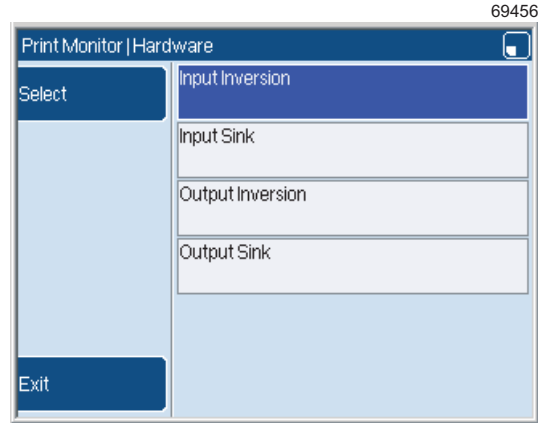 69456
Print Monitor | Hardware
Select
Input Inversion
Input Sink
Output Inversion
Output Sink
Exit